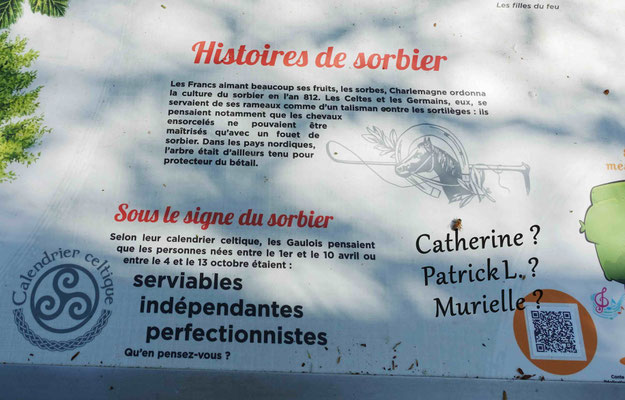 Les filles du feu
Histoires de sorbier
Les Francs aimant beaucoup ses fruits, les sorbes, Charlemagne ordonna
la culture du sorbier en l'an 812. Les Celtes et les Germains, eux, se
servaient de ses rameaux comme d'un talisman contre les sortilèges : ils
pensaient notamment que les chevaux
ensorcelés ne pouvaient être
maîtrisés qu'avec un fouet de
sorbier. Dans les pays nordiques,
l'arbre était d'ailleurs tenu pour
protecteur du bétail.
Sous le signe du sorbier
Selon leur calendrier celtique, les Gaulois pensaient
que les personnes nées entre le 1er et le 10 avril ou
entre le 4 et le 13 octobre étaient :
serviables
indépendantes
perfectionnistes
Qu'en pensez-vous ?
Calendrier celtique
Catherine ?
Patrick L. ?
Murielle ?